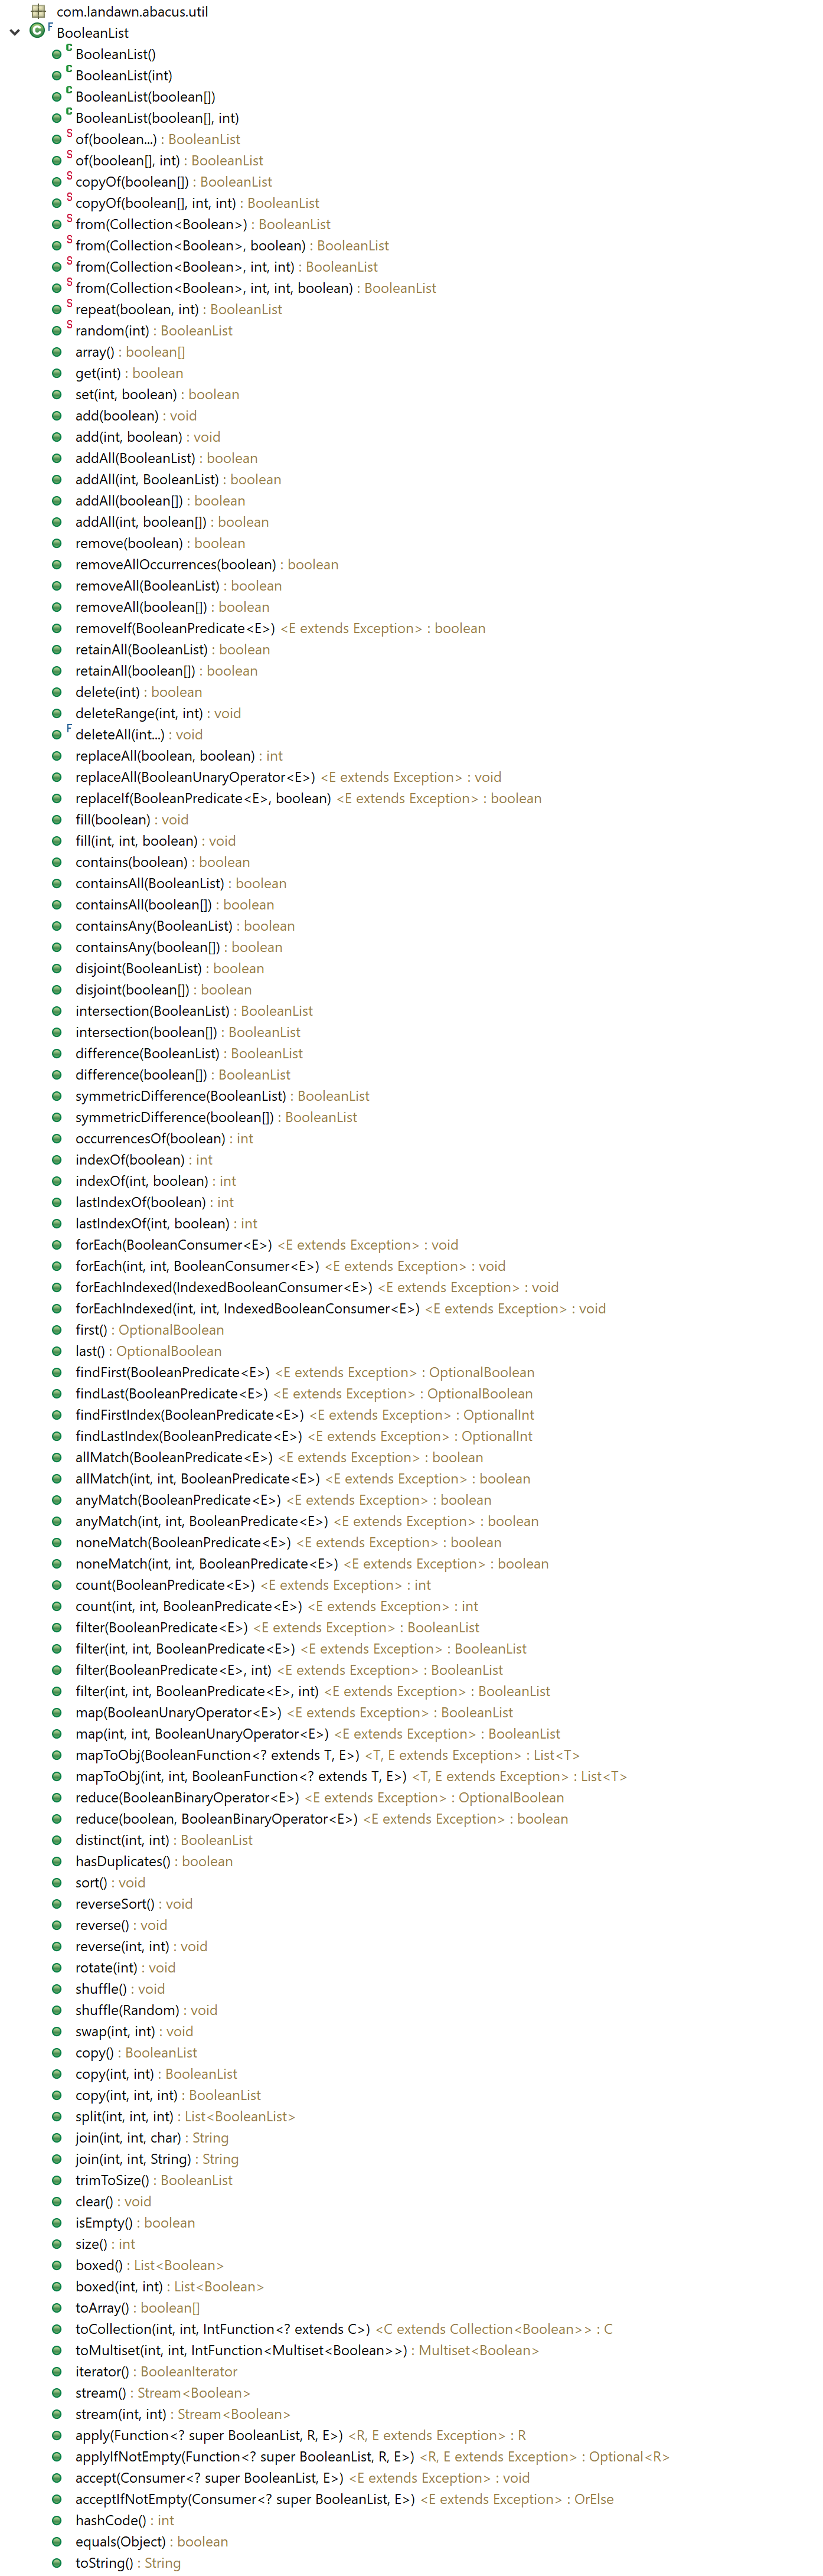 com.landawn.abacus.util
C F BooleanList
C BooleanList()
C BooleanList(int)
C BooleanList(boolean[])
C BooleanList(boolean[], int)
S of(boolean...) : BooleanList
S of(boolean[], int) : BooleanList
S copyOf(boolean[]) : BooleanList
S copyOf(boolean[], int, int) : BooleanList
S from(Collection<Boolean>) : BooleanList
S from(Collection<Boolean>, boolean) : BooleanList
S from(Collection<Boolean>, int, int) : BooleanList
S from(Collection<Boolean>, int, int, boolean) : BooleanList
S repeat(boolean, int) : BooleanList
S random(int) : BooleanList
array() : boolean[]
get(int) : boolean
set(int, boolean) : boolean
add(boolean) : void
add(int, boolean) : void
addAll(BooleanList) : boolean
addAll(int, BooleanList) : boolean
addAll(boolean[]) : boolean
addAll(int, boolean[]) : boolean
remove(boolean) : boolean
removeAllOccurrences(boolean) : boolean
removeAll(BooleanList) : boolean
removeAll(boolean[]) : boolean
removeIf(BooleanPredicate<E>) <E extends Exception> : boolean
retainAll(BooleanList) : boolean
retainAll(boolean[]) : boolean
delete(int) : boolean
deleteRange(int, int) : void
F deleteAll(int...) : void
replaceAll(boolean, boolean) : int
replaceAll(BooleanUnaryOperator<E>) <E extends Exception> : void
replaceIf(BooleanPredicate<E>, boolean) <E extends Exception> : boolean
fill(boolean) : void
fill(int, int, boolean) : void
contains(boolean) : boolean
containsAll(BooleanList) : boolean
containsAll(boolean[]) : boolean
containsAny(BooleanList) : boolean
containsAny(boolean[]) : boolean
disjoint(BooleanList) : boolean
disjoint(boolean[]) : boolean
intersection(BooleanList) : BooleanList
intersection(boolean[]) : BooleanList
difference(BooleanList) : BooleanList
difference(boolean[]) : BooleanList
symmetricDifference(BooleanList) : BooleanList
symmetricDifference(boolean[]) : BooleanList
occurrencesOf(boolean) : int
indexOf(boolean) : int
indexOf(int, boolean) : int
lastIndexOf(boolean) : int
lastIndexOf(int, boolean) : int
forEach(BooleanConsumer<E>) <E extends Exception> : void
forEach(int, int, BooleanConsumer<E>) <E extends Exception> : void
forEachIndexed(IndexedBooleanConsumer<E>) <E extends Exception> : void
forEachIndexed(int, int, IndexedBooleanConsumer<E>) <E extends Exception> : void
first() : OptionalBoolean
last() : OptionalBoolean
findFirst(BooleanPredicate<E>) <E extends Exception> : OptionalBoolean
findLast(BooleanPredicate<E>) <E extends Exception> : OptionalBoolean
findFirstIndex(BooleanPredicate<E>) <E extends Exception> : OptionalInt
findLastIndex(BooleanPredicate<E>) <E extends Exception> : OptionalInt
allMatch(BooleanPredicate<E>) <E extends Exception> : boolean
allMatch(int, int, BooleanPredicate<E>) <E extends Exception> : boolean
anyMatch(BooleanPredicate<E>) <E extends Exception> : boolean
anyMatch(int, int, BooleanPredicate<E>) <E extends Exception> : boolean
noneMatch(BooleanPredicate<E>) <E extends Exception> : boolean
noneMatch(int, int, BooleanPredicate<E>) <E extends Exception> : boolean
count(BooleanPredicate<E>) <E extends Exception> : int
count(int, int, BooleanPredicate<E>) <E extends Exception> : int
filter(BooleanPredicate<E>) <E extends Exception> : BooleanList
filter(int, int, BooleanPredicate<E>) <E extends Exception> : BooleanList
filter(BooleanPredicate<E>, int) <E extends Exception> : BooleanList
filter(int, int, BooleanPredicate<E>, int) <E extends Exception> : BooleanList
map(BooleanUnaryOperator<E>) <E extends Exception> : BooleanList
map(int, int, BooleanUnaryOperator<E>) <E extends Exception> : BooleanList
mapToObj(BooleanFunction<? extends T, E>) <T, E extends Exception> : List<T>
mapToObj(int, int, BooleanFunction<? extends T, E>) <T, E extends Exception> : List<T>
reduce(BooleanBinaryOperator<E>) <E extends Exception> : OptionalBoolean
reduce(boolean, BooleanBinaryOperator<E>) <E extends Exception> : boolean
distinct(int, int) : BooleanList
hasDuplicates() : boolean
sort() : void
reverseSort() : void
reverse() : void
reverse(int, int) : void
rotate(int) : void
shuffle() : void
shuffle(Random) : void
swap(int, int) : void
copy() : BooleanList
copy(int, int) : BooleanList
copy(int, int, int) : BooleanList
split(int, int, int) : List<BooleanList>
join(int, int, char) : String
join(int, int, String) : String
trimToSize() : BooleanList
clear() : void
isEmpty() : boolean
size() : int
boxed() : List<Boolean>
boxed(int, int) : List<Boolean>
toArray() : boolean[]
toCollection(int, int, IntFunction<? extends C>) <C extends Collection<Boolean>> : C
toMultiset(int, int, IntFunction<Multiset<Boolean>>) : Multiset<Boolean>
iterator() : BooleanIterator
stream() : Stream<Boolean>
stream(int, int) : Stream<Boolean>
apply(Function<? super BooleanList, R, E>) <R, E extends Exception> : R
applyIfNotEmpty(Function<? super BooleanList, R, E>) <R, E extends Exception> : Optional<R>
accept(Consumer<? super BooleanList, E>) <E extends Exception> : void
acceptIfNotEmpty(Consumer<? super BooleanList, E>) <E extends Exception> : OrElse
hashCode() : int
equals(Object) : boolean
toString() : String